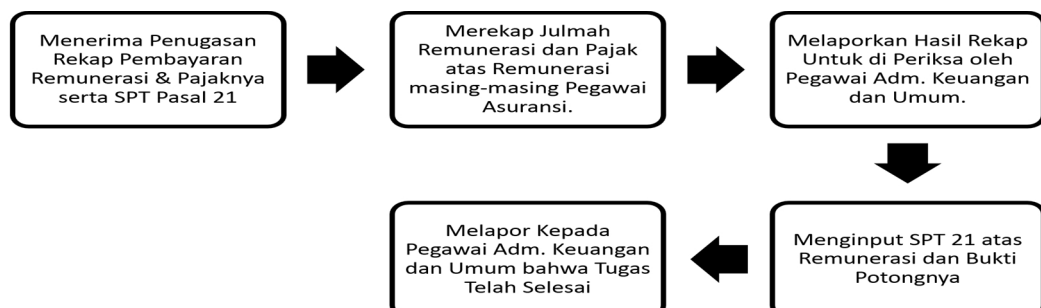 Menerima Penugasan
Rekap Pembayaran
Remunerasi & Pajaknya
serta SPT Pasal 21
Merekap Julmah
Remunerasi dan Pajak
atas Remunerasi
masing-masing Pegawai
Asuransi.
Melaporkan Hasil Rekap
Untuk di Periksa oleh
Pegawai Adm. Keuangan
dan Umum.
Menginput SPT 21 atas
Remunerasi dan Bukti
Potongnya
Melapor Kepada
Pegawai Adm. Keuangan
dan Umum bahwa Tugas
Telah Selesai